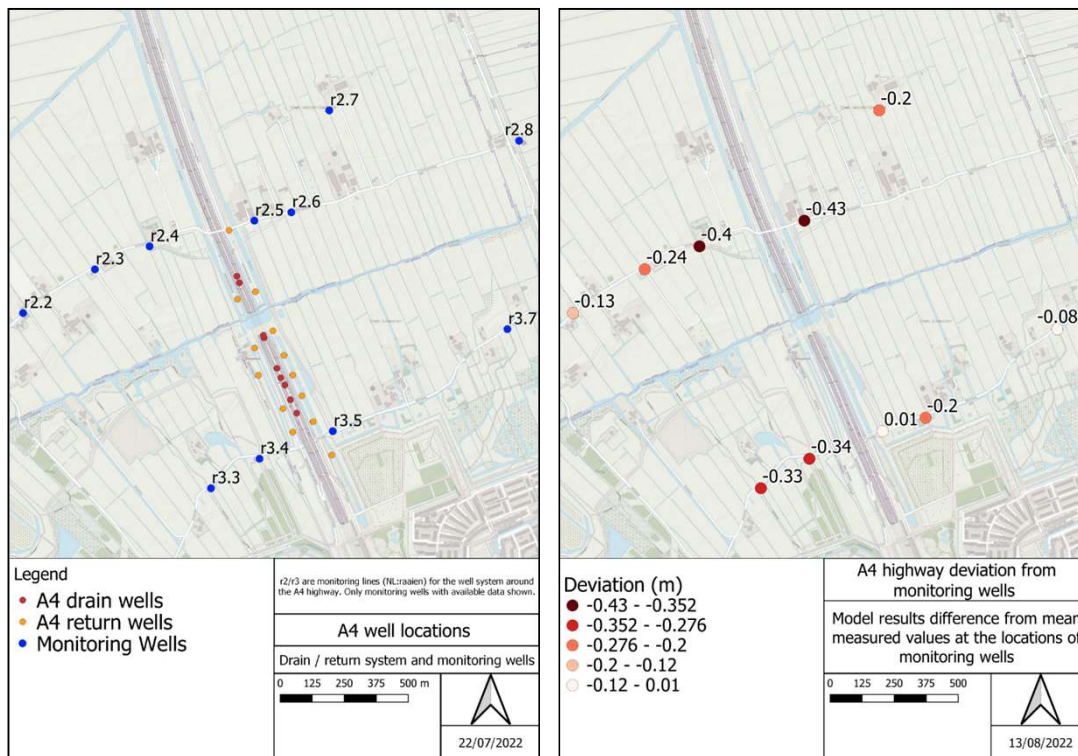 r2.7
r2.8
r2.5
r2.6
r2.4
r2.3
r2.2
r3.7
r3.5
r3.4
r3.3
Legend
A4 drain wells
A4 return wells
Monitoring Wells
r2/r3 are monitoring lines (NL:raaien) for the well system around
the A4 highway. Only monitoring wells with available data shown.
A4 well locations
Drain / return system and monitoring wells
0 125 250 375 500 m
22/07/2022
-0.2
-0.43
-0.4
-0.24
-0.13
-0.08
-0.2
0.01
-0.34
-0.33
Deviation (m)
-0.43 - -0.352
-0.352 - -0.276
-0.276 - -0.2
-0.2 - -0.12
-0.12 - 0.01
A4 highway deviation from
monitoring wells
Model results difference from mean
measured values at the locations of
monitoring wells
0 125 250 375 500
13/08/2022